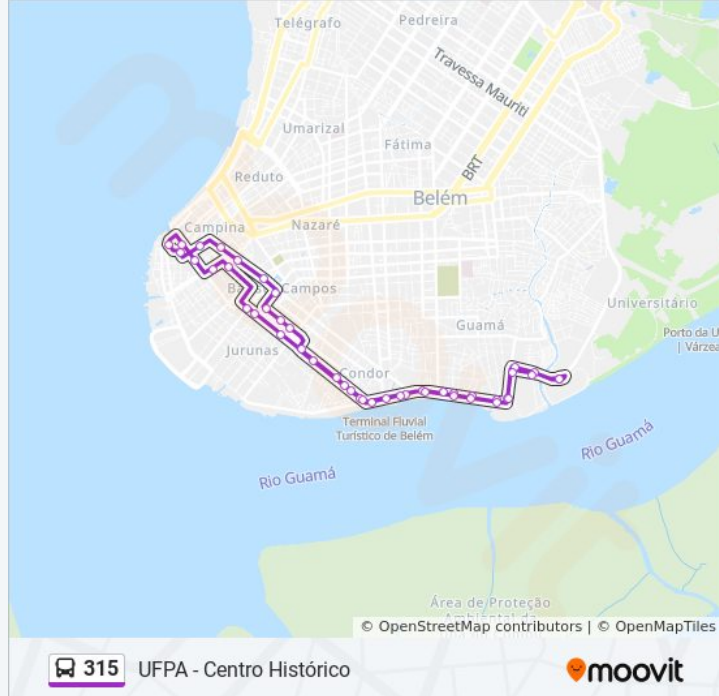 Telégrafo
Pedreira
Travessa Mauriti
Umarizal
Fátima
BRT
Reduto
Belém
Campina
Nazaré
Campos
Universitário
Guamá
Porto da U
| Várzea
Jurunas
Condor
Terminal Fluvial
Turístico de Belém
Rio Guamá
Rio Guamá
Área de Proteção
© OpenStreetMap contributors | © OpenMapTiles
315 UFPA - Centro Histórico
moovit